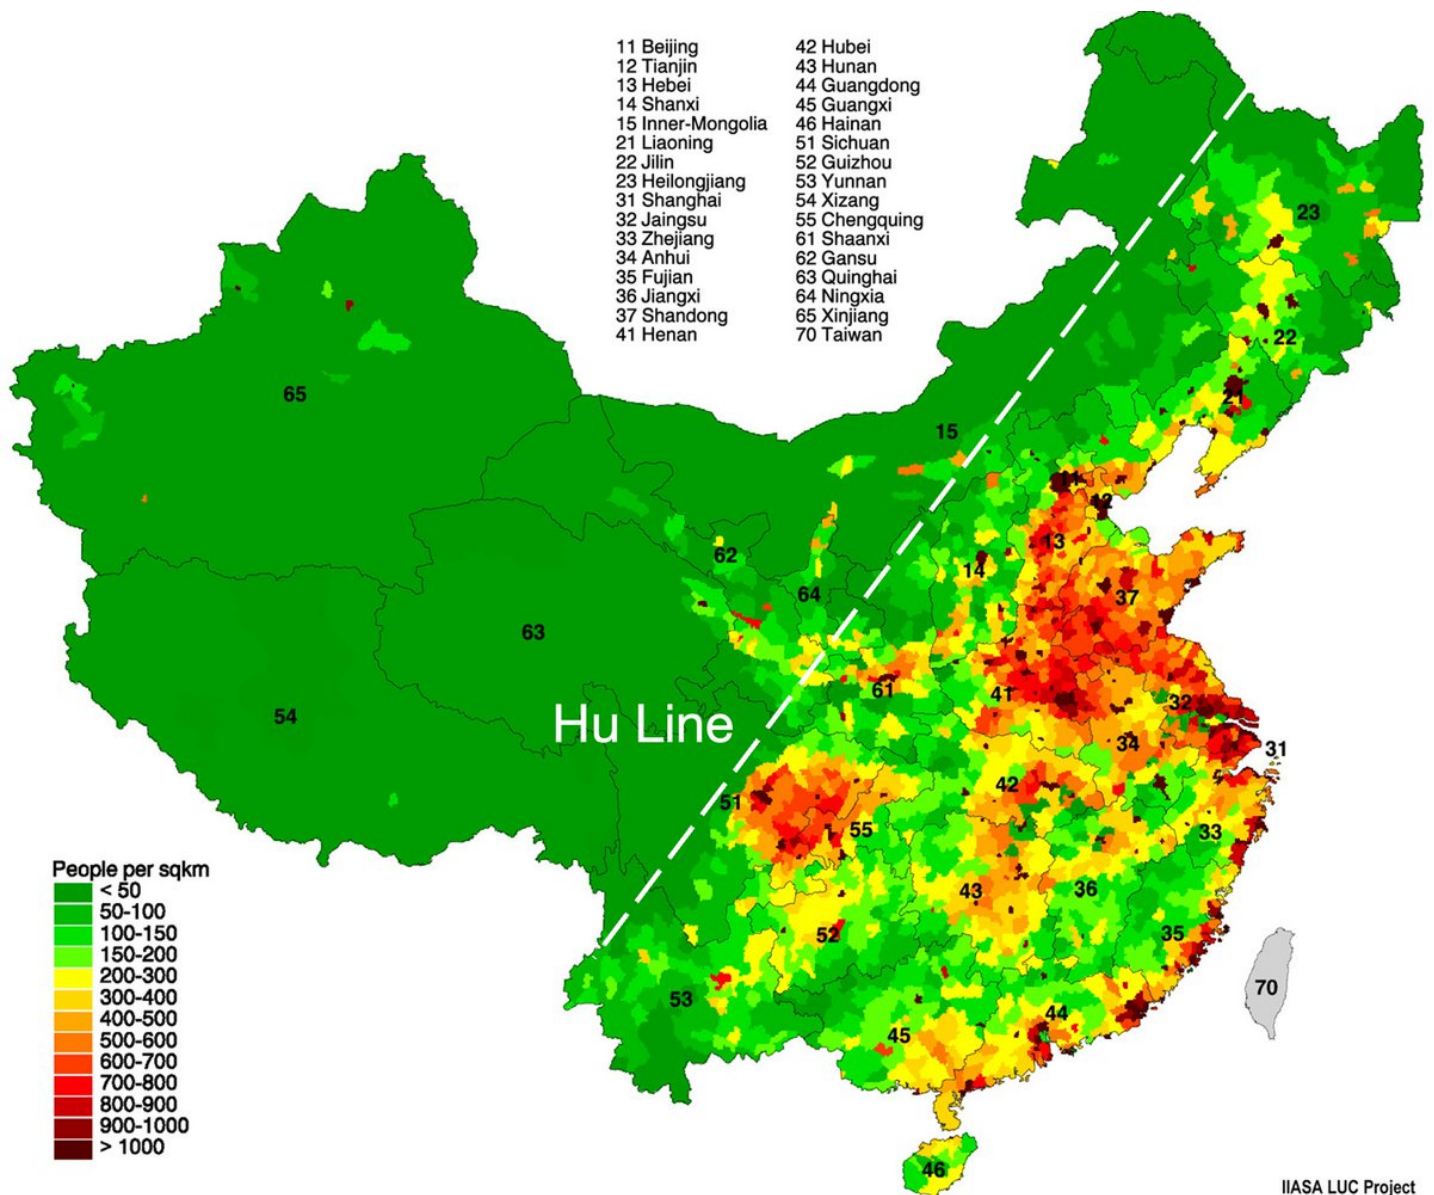 11 Beijing
12 Tianjin
13 Hebei
14 Shanxi
15 Inner-Mongolia
21 Liaoning
22 Jilin
23 Heilongjiang
31 Shanghai
32 Jaingsu
33 Zhejiang
34 Anhui
35 Fujian
36 Jiangxi
37 Shandong
41 Henan
42 Hubei
43 Hunan
44 Guangdong
45 Guangxi
46 Hainan
51 Sichuan
52 Guizhou
53 Yunnan
54 Xizang
55 Chengquing
61 Shaanxi
62 Gansu
63 Quinghai
64 Ningxia
65 Xinjiang
70 Taiwan
23
22
65
21
15
11
12
13
62
14
64
37
63
61
41
32
54
Hu Line
34
31
42
51
55
33
43
36
52
35
70
53
44
45
46
People per sqkm
< 50
50-100
100-150
150-200
200-300
300-400
400-500
500-600
600-700
700-800
800-900
900-1000
> 1000
IIASA LUC Project